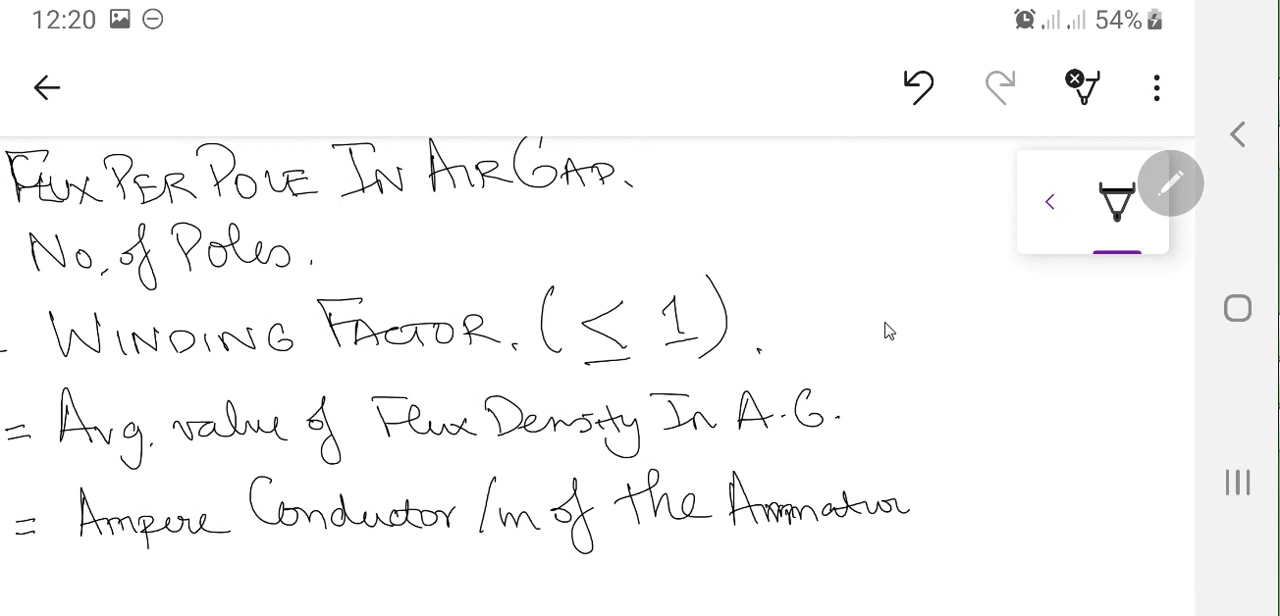 12:20 54%
FLUX PER POLE IN AIR GAP.
No. of Poles.
- WINDING FACTOR. (≤ 1).
= Avg. value of Flux Density In A.G.
= Ampere Conductor /m of the Armatur